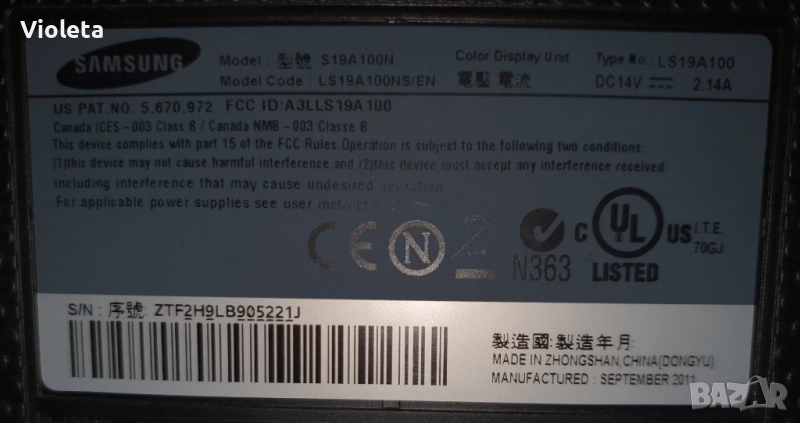 Violeta
SAMSUNG
Model : 型號 S19A100N
Model Code : LS19A100NS/EN
Color Display Unit
電壓 電流
Type No.: LS19A100
DC14V 2.14A
US PAT.NO. 5,670,972 FCC ID:A3LLS19A100
Canada ICES-003 Class B / Canada NMB-003 Classe B
This device complies with part 15 of the FCC Rules.Operation is subject to the following two conditions:
(1)this device may not cause harmful interference.and (2)this device must accept any interference received
including interference that may cause undesired operation.
For applicable power supplies see user
CE N N363 C UL US LISTED I.T.E. 70GJ
S/N : 序號: ZTF2H9LB905221J
製造國:製造年月:
MADE IN ZHONGSHAN,CHINA(DONGYU)
MANUFACTURED : SEPTEMBER 2011
BAZAR